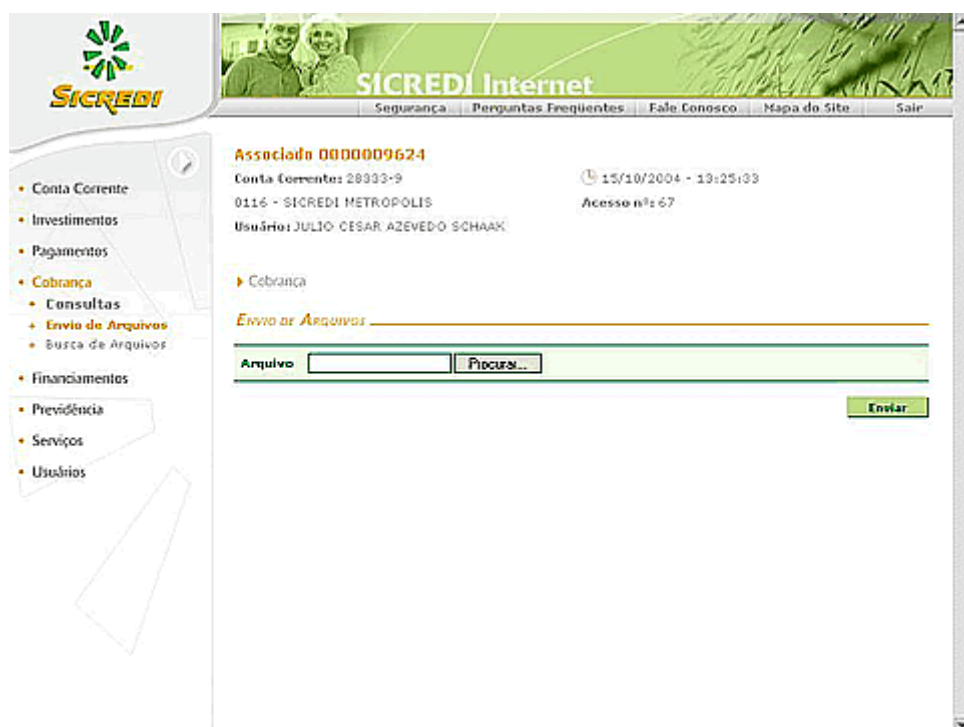 SICREDI
SICREDI Internet
Segurança Perguntas Freqüentes Fale Conosco Mapa do Site Sair
Associado 0000009624
Conta Corrente: 28333-9
15/10/2004 - 13:25:33
0116 - SICREDI METROPOLIS
Acesso nº: 67
Usuário: JULIO CESAR AZEVEDO SCHAAK
Conta Corrente
Investimentos
Pagamentos
Cobrança
Consultas
Envio de Arquivos
Busca de Arquivos
Financiamentos
Previdência
Serviços
Usuários
Cobrança
Envio de Arquivos
Arquivo Procurar...
Enviar